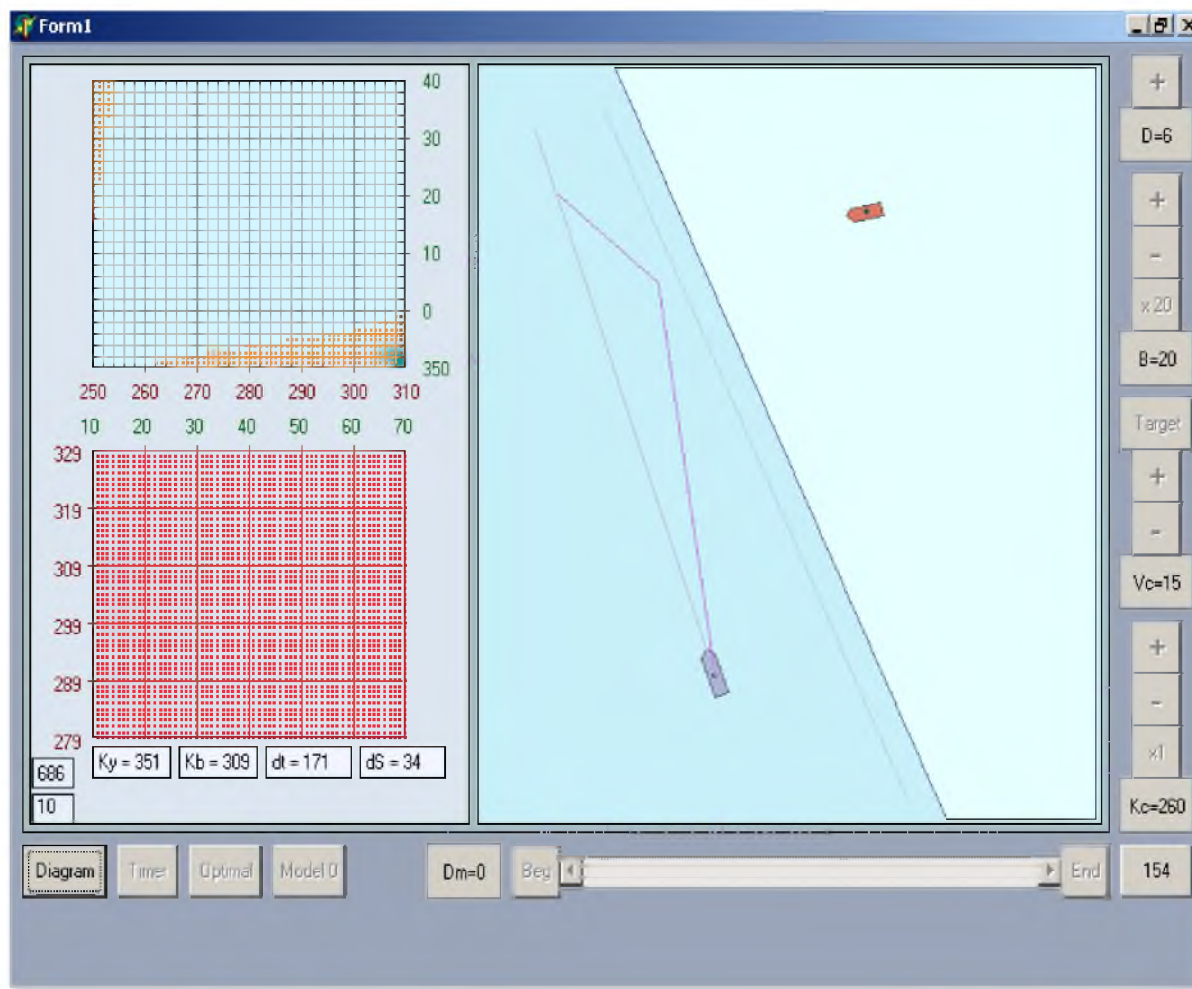 Form1
40
30
20
10
0
350
250 260 270 280 290 300 310
10 20 30 40 50 60 70
329
319
309
299
289
279
Ky = 351 Kb = 309 dt = 171 dS = 34
686
10
+
D=6
+
-
x 20
B=20
Target
+
-
Vc=15
+
-
x1
Kc=260
Diagram Timer Optimal Model 0 Dm=0 Beg End 154